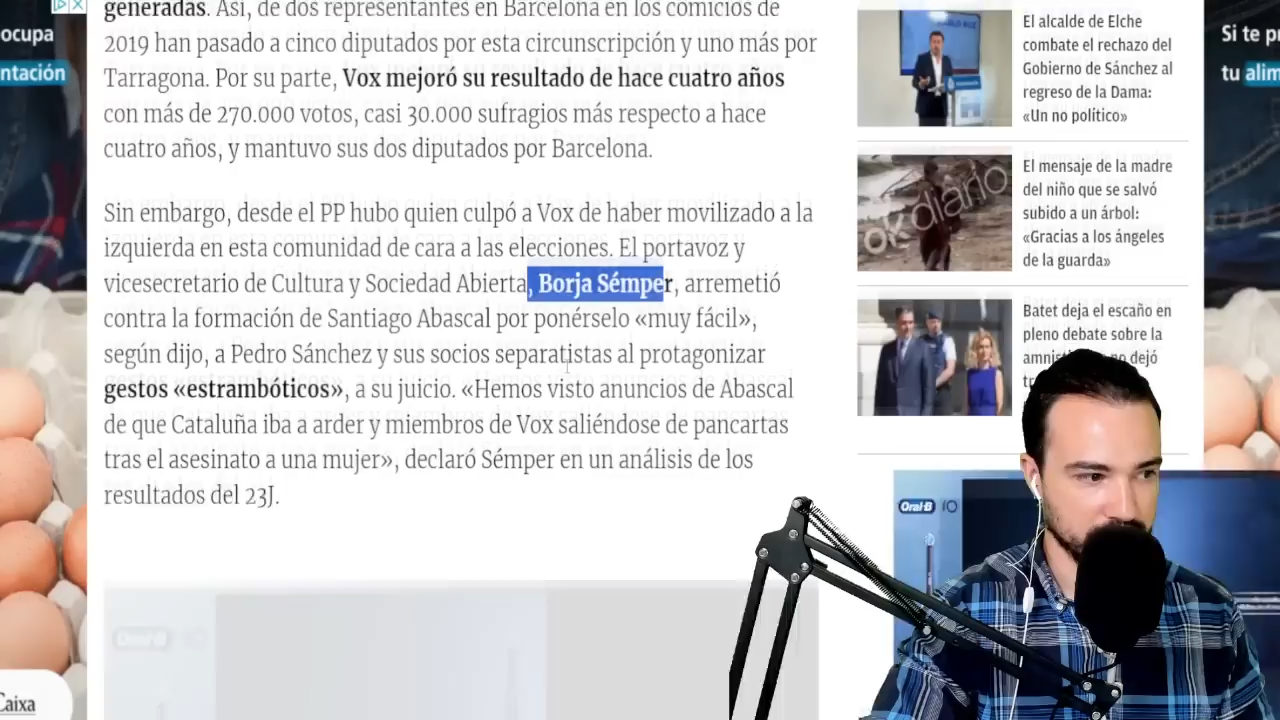 ocupa
ntación
generadas. Así, de dos representantes en Barcelona en los comicios de
2019 han pasado a cinco diputados por esta circunscripción y uno más por
Tarragona. Por su parte, Vox mejoró su resultado de hace cuatro años
con más de 270.000 votos, casi 30.000 sufragios más respecto a hace
cuatro años, y mantuvo sus dos diputados por Barcelona.
Sin embargo, desde el PP hubo quien culpó a Vox de haber movilizado a la
izquierda en esta comunidad de cara a las elecciones. El portavoz y
vicesecretario de Cultura y Sociedad Abierta, Borja Sémper, arremetió
contra la formación de Santiago Abascal por ponérselo «muy fácil»,
según dijo, a Pedro Sánchez y sus socios separatistas al protagonizar
gestos «estrambóticos», a su juicio. «Hemos visto anuncios de Abascal
de que Cataluña iba a arder y miembros de Vox saliéndose de pancartas
tras el asesinato a una mujer», declaró Sémper en un análisis de los
resultados del 23J.
Caixa
El alcalde de Elche
combate el rechazo del
Gobierno de Sánchez al
regreso de la Dama:
«Un no político»
okdiario
El mensaje de la madre
del niño que se salvó
subido a un árbol:
«Gracias a los ángeles
de la guarda»
Batet deja el escaño en
pleno debate sobre la
no dejó
Oral-B iO
Oral-B
Si te pr
tu alim